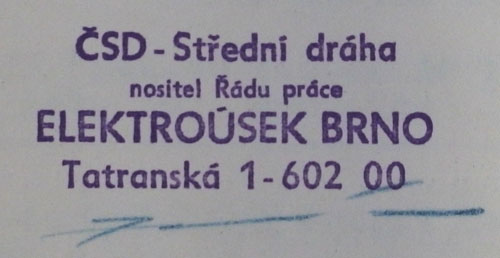 ČSD - Střední dráha
nositel Řádu práce
ELEKTROÚSEK BRNO
Tatranská 1-602 00